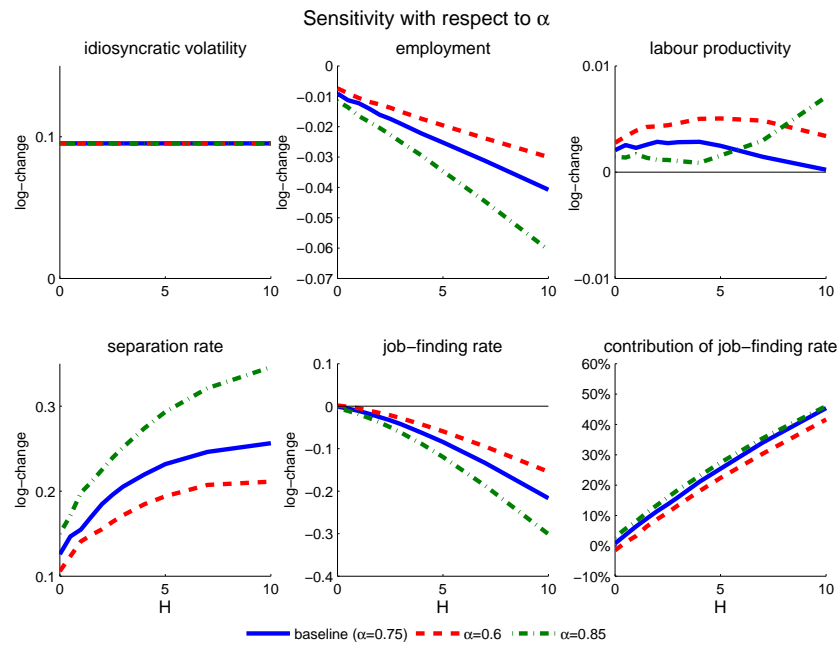 Sensitivity with respect to α
idiosyncratic volatility
log−change
0.1
0
0
5
10
employment
log−change
0
−0.01
−0.02
−0.03
−0.04
−0.05
−0.06
−0.07
0
5
10
labour productivity
log−change
0.01
0
−0.01
0
5
10
separation rate
log−change
0.3
0.2
0.1
0
5
10
H
job−finding rate
log−change
0.1
0
−0.1
−0.2
−0.3
−0.4
0
5
10
H
contribution of job−finding rate
60%
50%
40%
30%
20%
10%
0%
−10%
0
5
10
H
baseline (α=0.75)
α=0.6
α=0.85